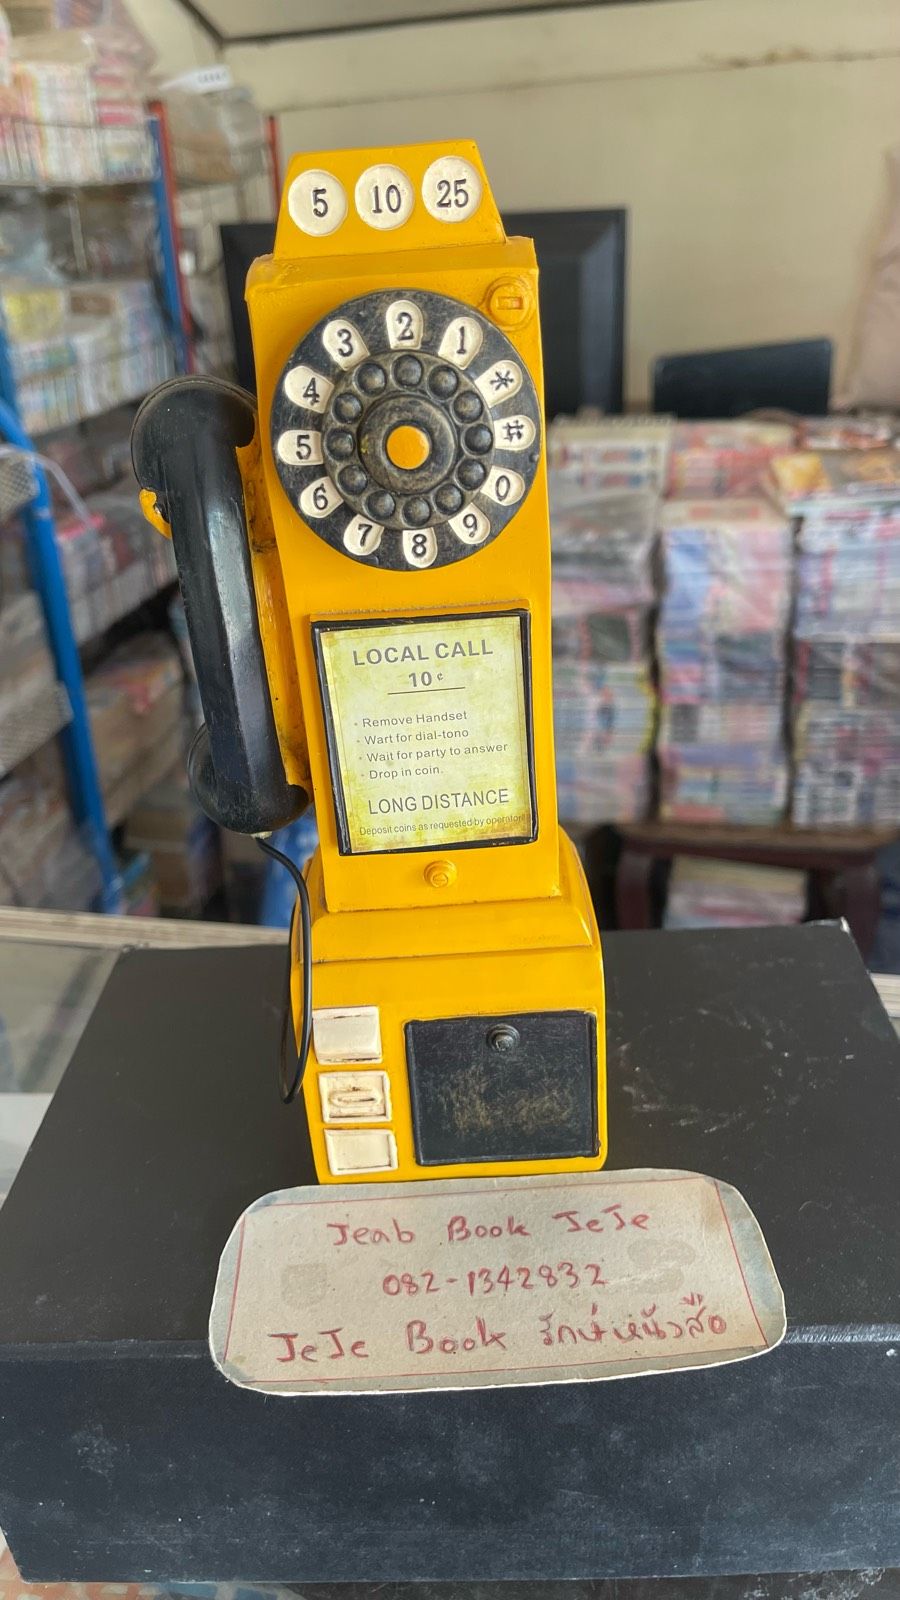 5 10 25
2
3
1
4
*
5
#
6
0
7
9
8
LOCAL CALL
10 ¢
- Remove Handset
- Wart for dial-tono
- Wait for party to answer
- Drop in coin.
LONG DISTANCE
Deposit coins as requested by operator
Jeab Book JeJe
082-1342832
JeJe Book รักษ์หนังสือ